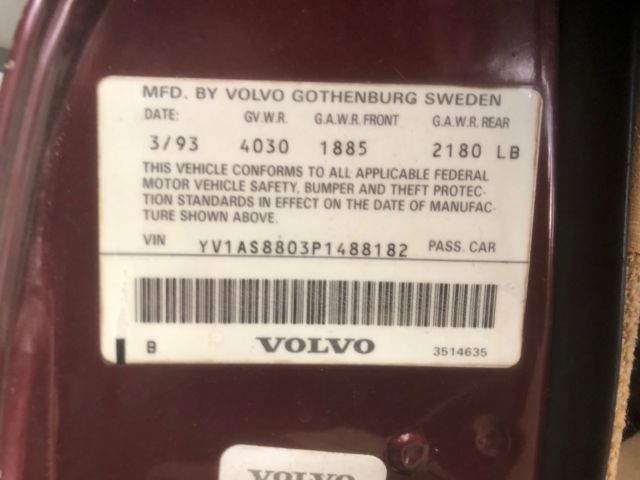 MFD. BY VOLVO GOTHENBURG SWEDEN
DATE: GV.W.R. G.A.W.R. FRONT G.A.W.R. REAR
3/93 4030 1885 2180 LB
THIS VEHICLE CONFORMS TO ALL APPLICABLE FEDERAL
MOTOR VEHICLE SAFETY, BUMPER AND THEFT PROTEC-
TION STANDARDS IN EFFECT ON THE DATE OF MANUFAC-
TURE SHOWN ABOVE.
VIN YV1AS8803P1488182 PASS. CAR
B VOLVO 3514635
VOLVO